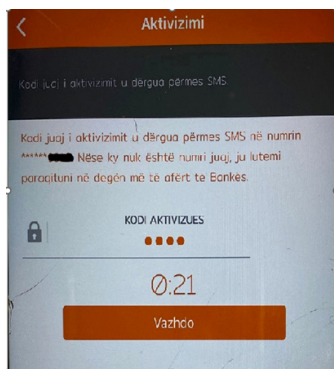 Aktivizimi
Kodi juaj i aktivizimit u dërgua përmes SMS.
Kodi juaj i aktivizimit u dërgua përmes SMS në numrin
****** Nëse ky nuk është numri juaj, ju lutemi
paraqituni në degën më të afërt te Bankës.
KODI AKTIVIZUES
0:21
Vazhdo